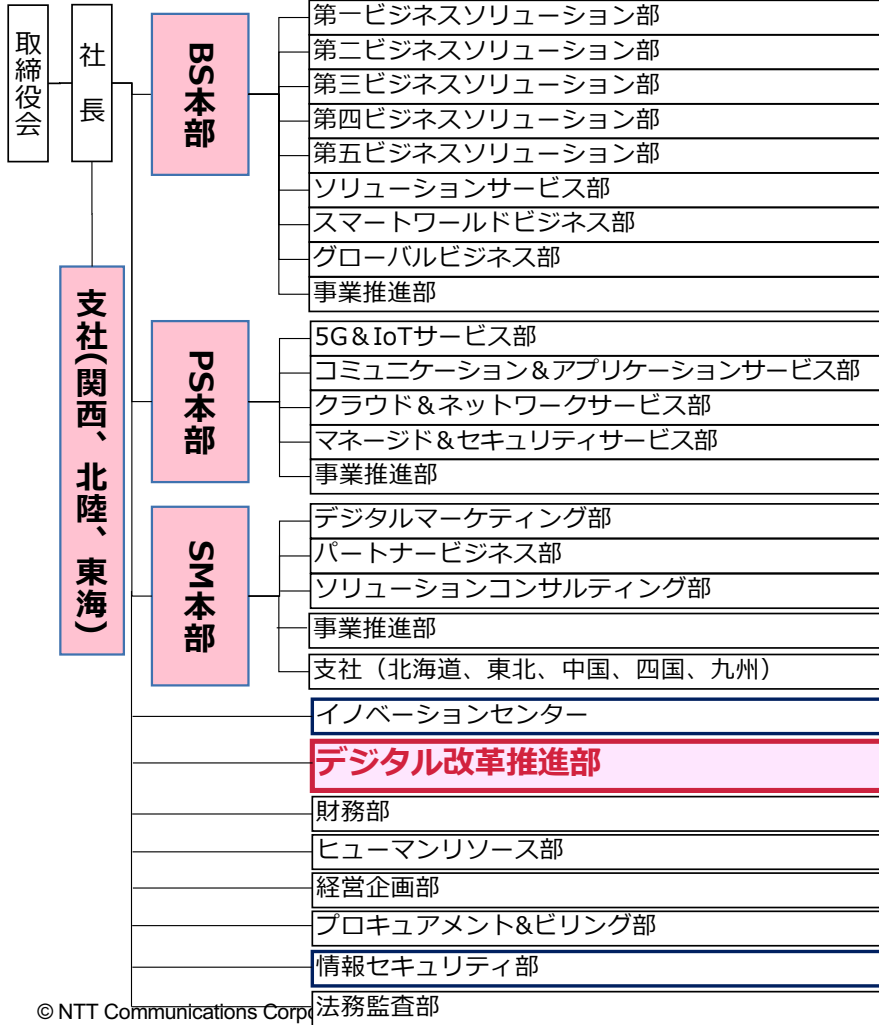 取締役会
社長
BS本部
第一ビジネスソリューション部
第二ビジネスソリューション部
第三ビジネスソリューション部
第四ビジネスソリューション部
第五ビジネスソリューション部
ソリューションサービス部
スマートワールドビジネス部
グローバルビジネス部
事業推進部
支社(関西、北陸、東海)
PS本部
5G&IoTサービス部
コミュニケーション&アプリケーションサービス部
クラウド&ネットワークサービス部
マネージド&セキュリティサービス部
事業推進部
SM本部
デジタルマーケティング部
パートナービジネス部
ソリューションコンサルティング部
事業推進部
支社（北海道、東北、中国、四国、九州）
イノベーションセンター
デジタル改革推進部
財務部
ヒューマンリソース部
経営企画部
プロキュアメント&ビリング部
情報セキュリティ部
法務監査部
© NTT Communications